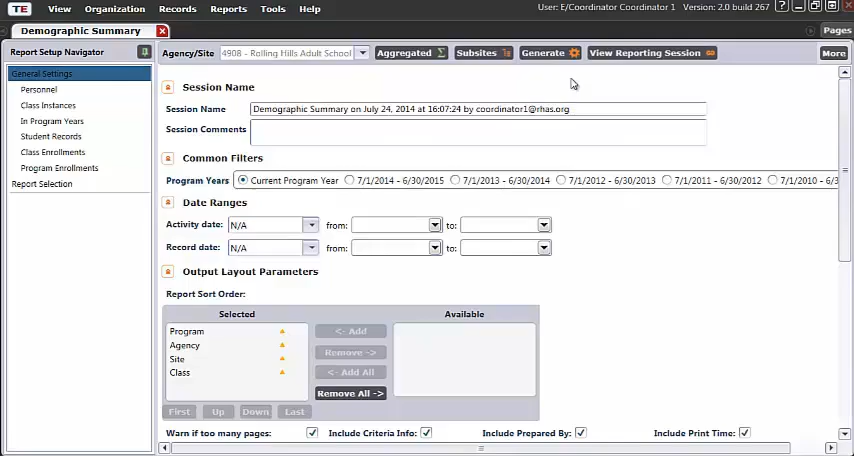 TE View Organization Records Reports Tools Help User: E/Coordinator Coordinator 1 Version: 2.0 build 267
Demographic Summary Pages
Report Setup Navigator
Agency/Site 4908 - Rolling Hills Adult School Aggregated Subsites Generate View Reporting Session More
General Settings
Personnel
Class Instances
In Program Years
Student Records
Class Enrollments
Program Enrollments
Report Selection
Session Name
Session Name Demographic Summary on July 24, 2014 at 16:07:24 by coordinator1@rhas.org
Session Comments
Common Filters
Program Years Current Program Year 7/1/2014 - 6/30/2015 7/1/2013 - 6/30/2014 7/1/2012 - 6/30/2013 7/1/2011 - 6/30/2012 7/1/2010 - 6/3
Date Ranges
Activity date: N/A from: to:
Record date: N/A from: to:
Output Layout Parameters
Report Sort Order:
Selected Available
Program
Agency
Site
Class
<- Add
Remove ->
<- Add All
Remove All ->
First Up Down Last
Warn if too many pages: Include Criteria Info: Include Prepared By: Include Print Time: